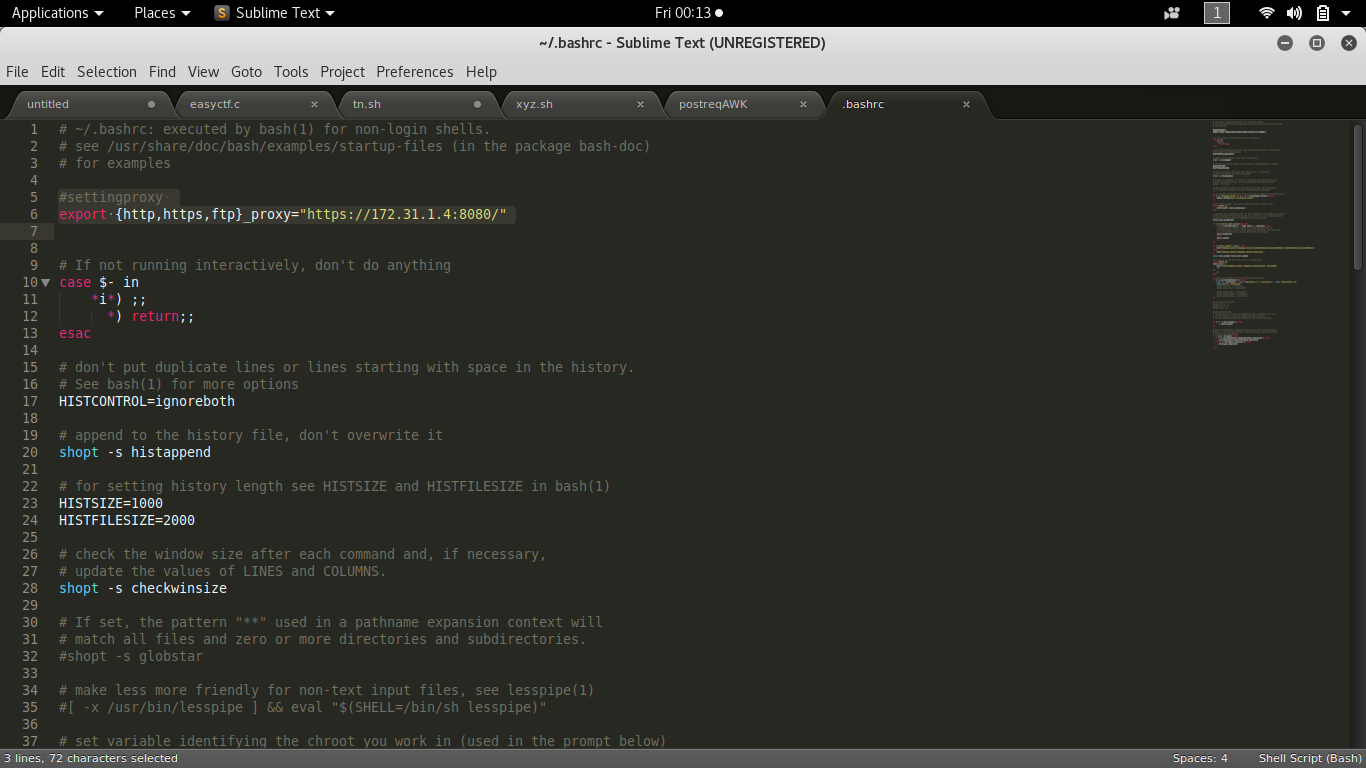 Applications Places Sublime Text Fri 00:13 1
~/.bashrc - Sublime Text (UNREGISTERED)
File Edit Selection Find View Goto Tools Project Preferences Help
untitled easyctf.c tn.sh xyz.sh postreqAWK .bashrc
1 # ~/.bashrc: executed by bash(1) for non-login shells.
2 # see /usr/share/doc/bash/examples/startup-files (in the package bash-doc)
3 # for examples
4
5 #settingproxy
6 export {http,https,ftp}_proxy="https://172.31.1.4:8080/"
7
8
9 # If not running interactively, don't do anything
10 case $- in
11 *i*) ;;
12 *) return;;
13 esac
14
15 # don't put duplicate lines or lines starting with space in the history.
16 # See bash(1) for more options
17 HISTCONTROL=ignoreboth
18
19 # append to the history file, don't overwrite it
20 shopt -s histappend
21
22 # for setting history length see HISTSIZE and HISTFILESIZE in bash(1)
23 HISTSIZE=1000
24 HISTFILESIZE=2000
25
26 # check the window size after each command and, if necessary,
27 # update the values of LINES and COLUMNS.
28 shopt -s checkwinsize
29
30 # If set, the pattern "**" used in a pathname expansion context will
31 # match all files and zero or more directories and subdirectories.
32 #shopt -s globstar
33
34 # make less more friendly for non-text input files, see lesspipe(1)
35 #[ -x /usr/bin/lesspipe ] && eval "$(SHELL=/bin/sh lesspipe)"
36
37 # set variable identifying the chroot you work in (used in the prompt below)
3 lines, 72 characters selected Spaces: 4 Shell Script (Bash)